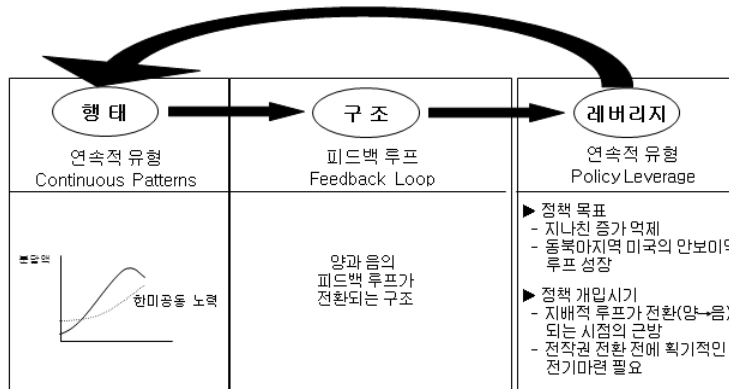 행 태
구 조
레버리지
연속적 유형
Continuous Patterns
피드백 루프
Feedback Loop
연속적 유형
Policy Leverage
분담액
한미공동 노력
양과 음의
피드백 루프가
전환되는 구조
▶ 정책 목표
- 지나친 증가 억제
- 동북아지역 미국의 안보이익
루프 성장
▶ 정책 개입시기
- 지배적 루프가 전환(양→음)
되는 시점의 근방
- 전작권 전환 전에 획기적인
전기마련 필요